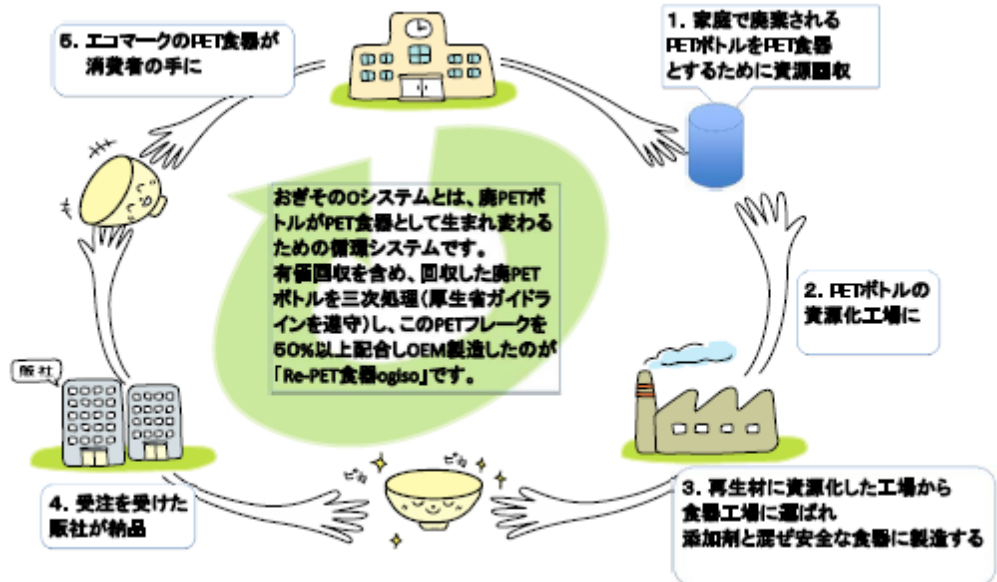 5. エコマークのPET食器が
消費者の手に
1. 家庭で廃棄される
PETボトルをPET食器
とするために資源回収
おぎそのOシステムとは、廃PETボ
トルがPET食器として生まれ変わる
ための循環システムです。
有価回収を含め、回収した廃PET
ボトルを三次処理(厚生省ガイドラ
インを遵守)し、このPETフレークを
50%以上配合しOEM製造したのが
「Re-PET食器ogiso」です。
2. PETボトルの
資源化工場に
販社
ピカ
ピカ
4. 受注を受けた
販社が納品
3. 再生材に資源化した工場から
食器工場に運ばれ
添加剤と混ぜ安全な食器に製造する